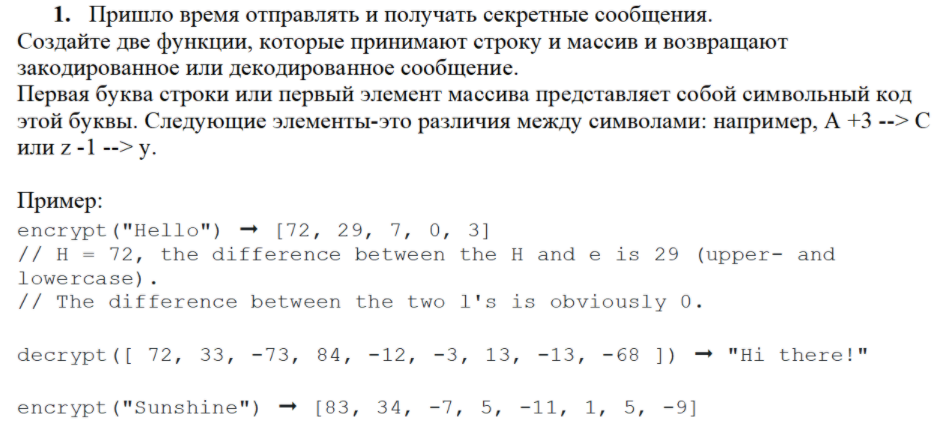 1. Пришло время отправлять и получать секретные сообщения.
Создайте две функции, которые принимают строку и массив и возвращают
закодированное или декодированное сообщение.
Первая буква строки или первый элемент массива представляет собой символьный код
этой буквы. Следующие элементы-это различия между символами: например, A +3 --> C
или z -1 --> y.
Пример:
encrypt("Hello") ➞ [72, 29, 7, 0, 3]
// H = 72, the difference between the H and e is 29 (upper- and
lowercase).
// The difference between the two l's is obviously 0.
decrypt([ 72, 33, -73, 84, -12, -3, 13, -13, -68 ]) ➞ "Hi there!"
encrypt("Sunshine") ➞ [83, 34, -7, 5, -11, 1, 5, -9]